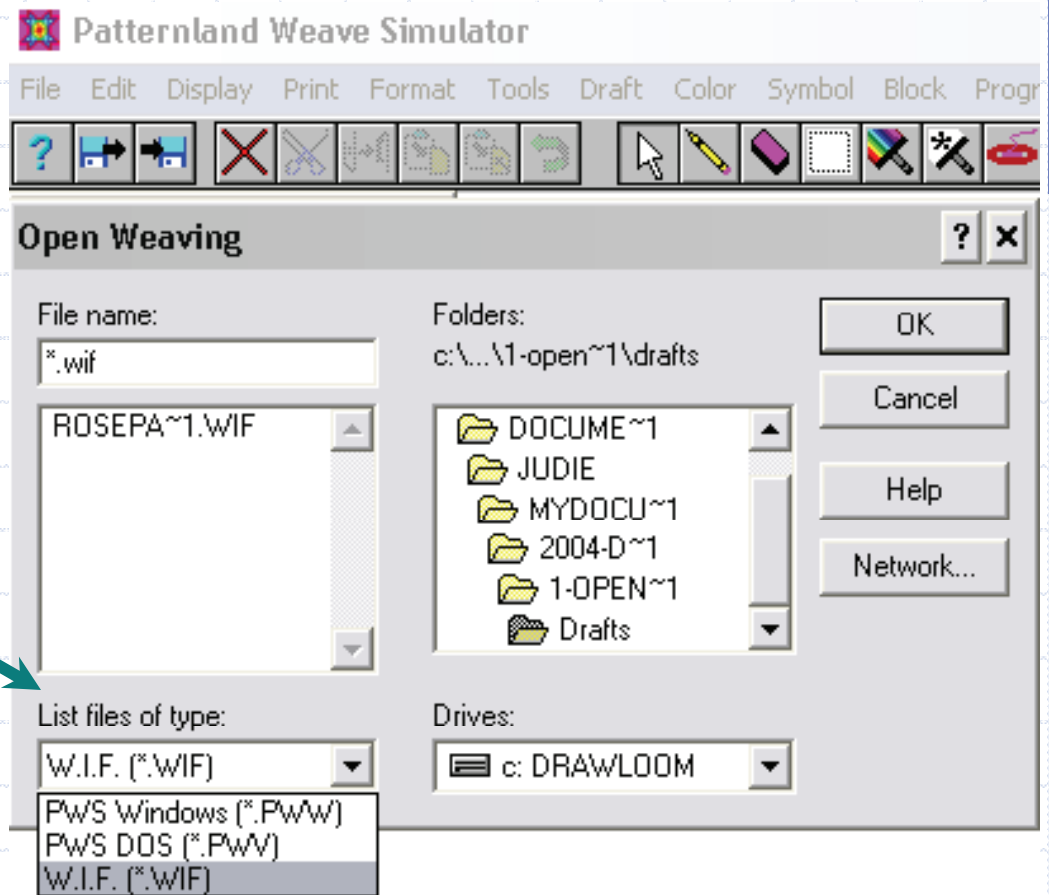 Patternland Weave Simulator
File Edit Display Print Format Tools Draft Color Symbol Block Progr
?
Open Weaving
? x
File name:
*.wif
ROSEPA~1.WIF
Folders:
c:\...\1-open~1\drafts
DOCUME~1
JUDIE
MYDOCU~1
2004-D~1
1-OPEN~1
Drafts
OK
Cancel
Help
Network...
List files of type:
W.I.F. (*.WIF)
PWS Windows (*.PWW)
PWS DOS (*.PWV)
W.I.F. (*.WIF)
Drives:
c: DRAWLOOM